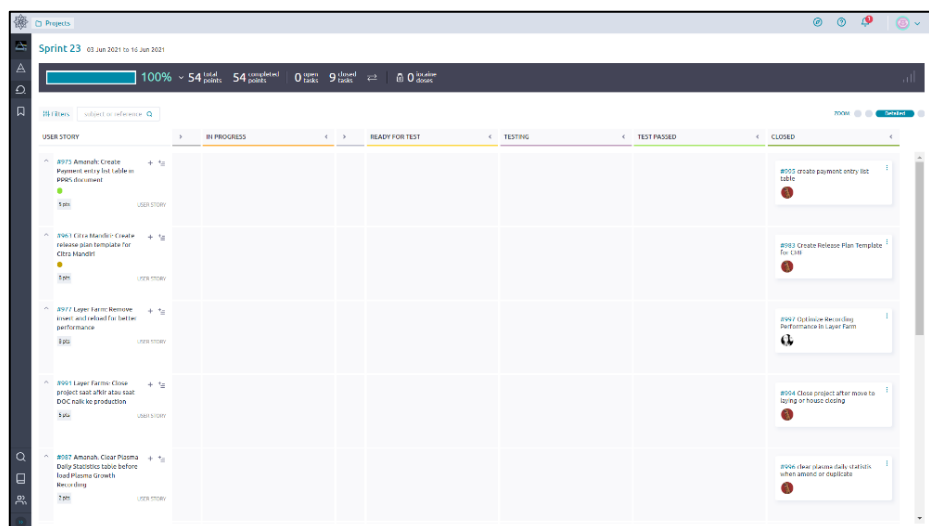 Projects
Sprint 23 03 Jun 2021 to 16 Jun 2021
100% 54 total points 54 completed points 0 open tasks 9 closed tasks 0 iocaine doses
Filters subject or reference ZOOM Detailed
USER STORY IN PROGRESS READY FOR TEST TESTING TEST PASSED CLOSED
#975 Amanah: Create
Payment entry list table in
PPRS document
5 pts USER STORY
#995 create payment entry list
table
#963 Citra Mandiri: Create
release plan template for
Citra Mandiri
pts USER STORY
#983 Create Release Plan Template
for
#977 Layer Farm: Remove
insert and reload for better
performance
pts USER STORY
#997 Optimize Recording
Performance in Layer Farm
#991 Layer Farm: Close
project saat afkir atau saat
DOC naik ke production
5 pts USER STORY
#994 Close project after move to
laying or house closing
#987 Amanah: Clear Plasma
Daily Statistics table before
load Plasma Growth
Recording
pts USER STORY
#996 clear plasma daily statistis
when amend or duplicate